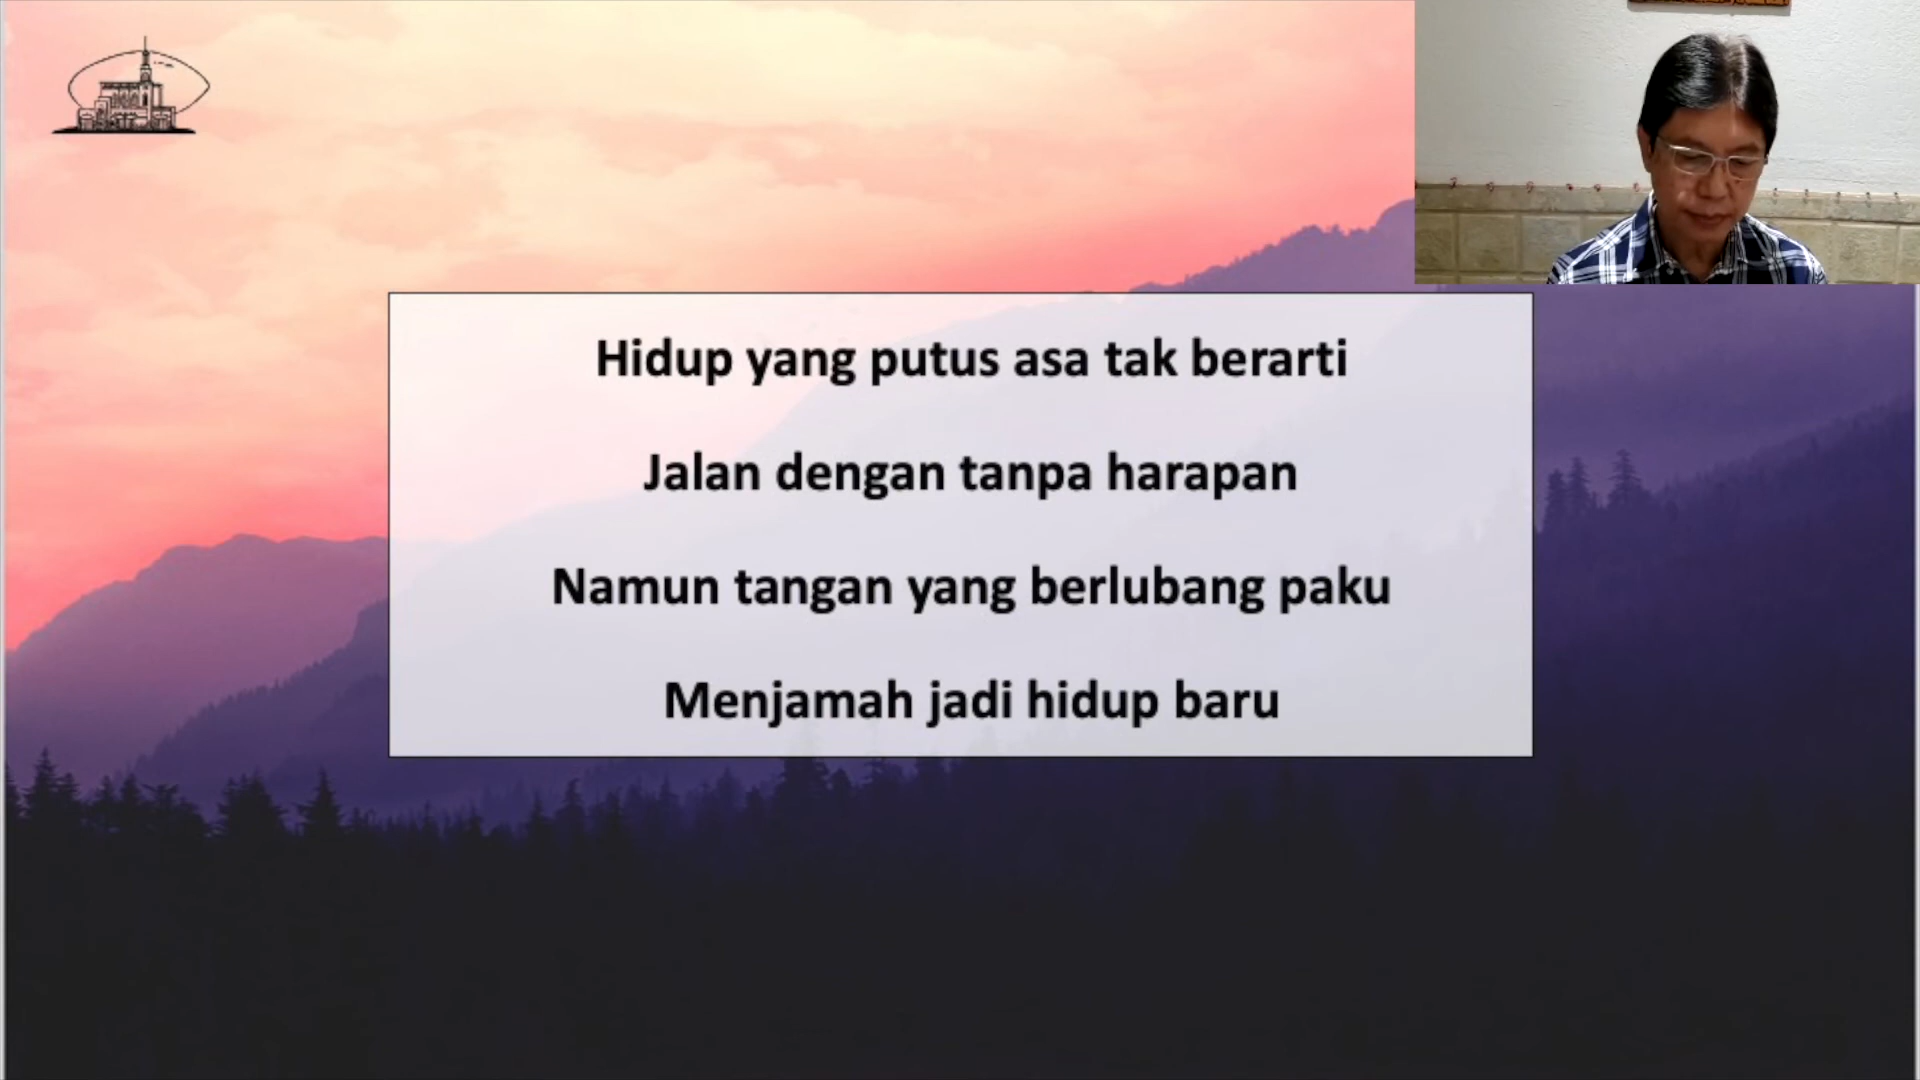 Hidup yang putus asa tak berarti
Jalan dengan tanpa harapan
Namun tangan yang berlubang paku
Menjamah jadi hidup baru